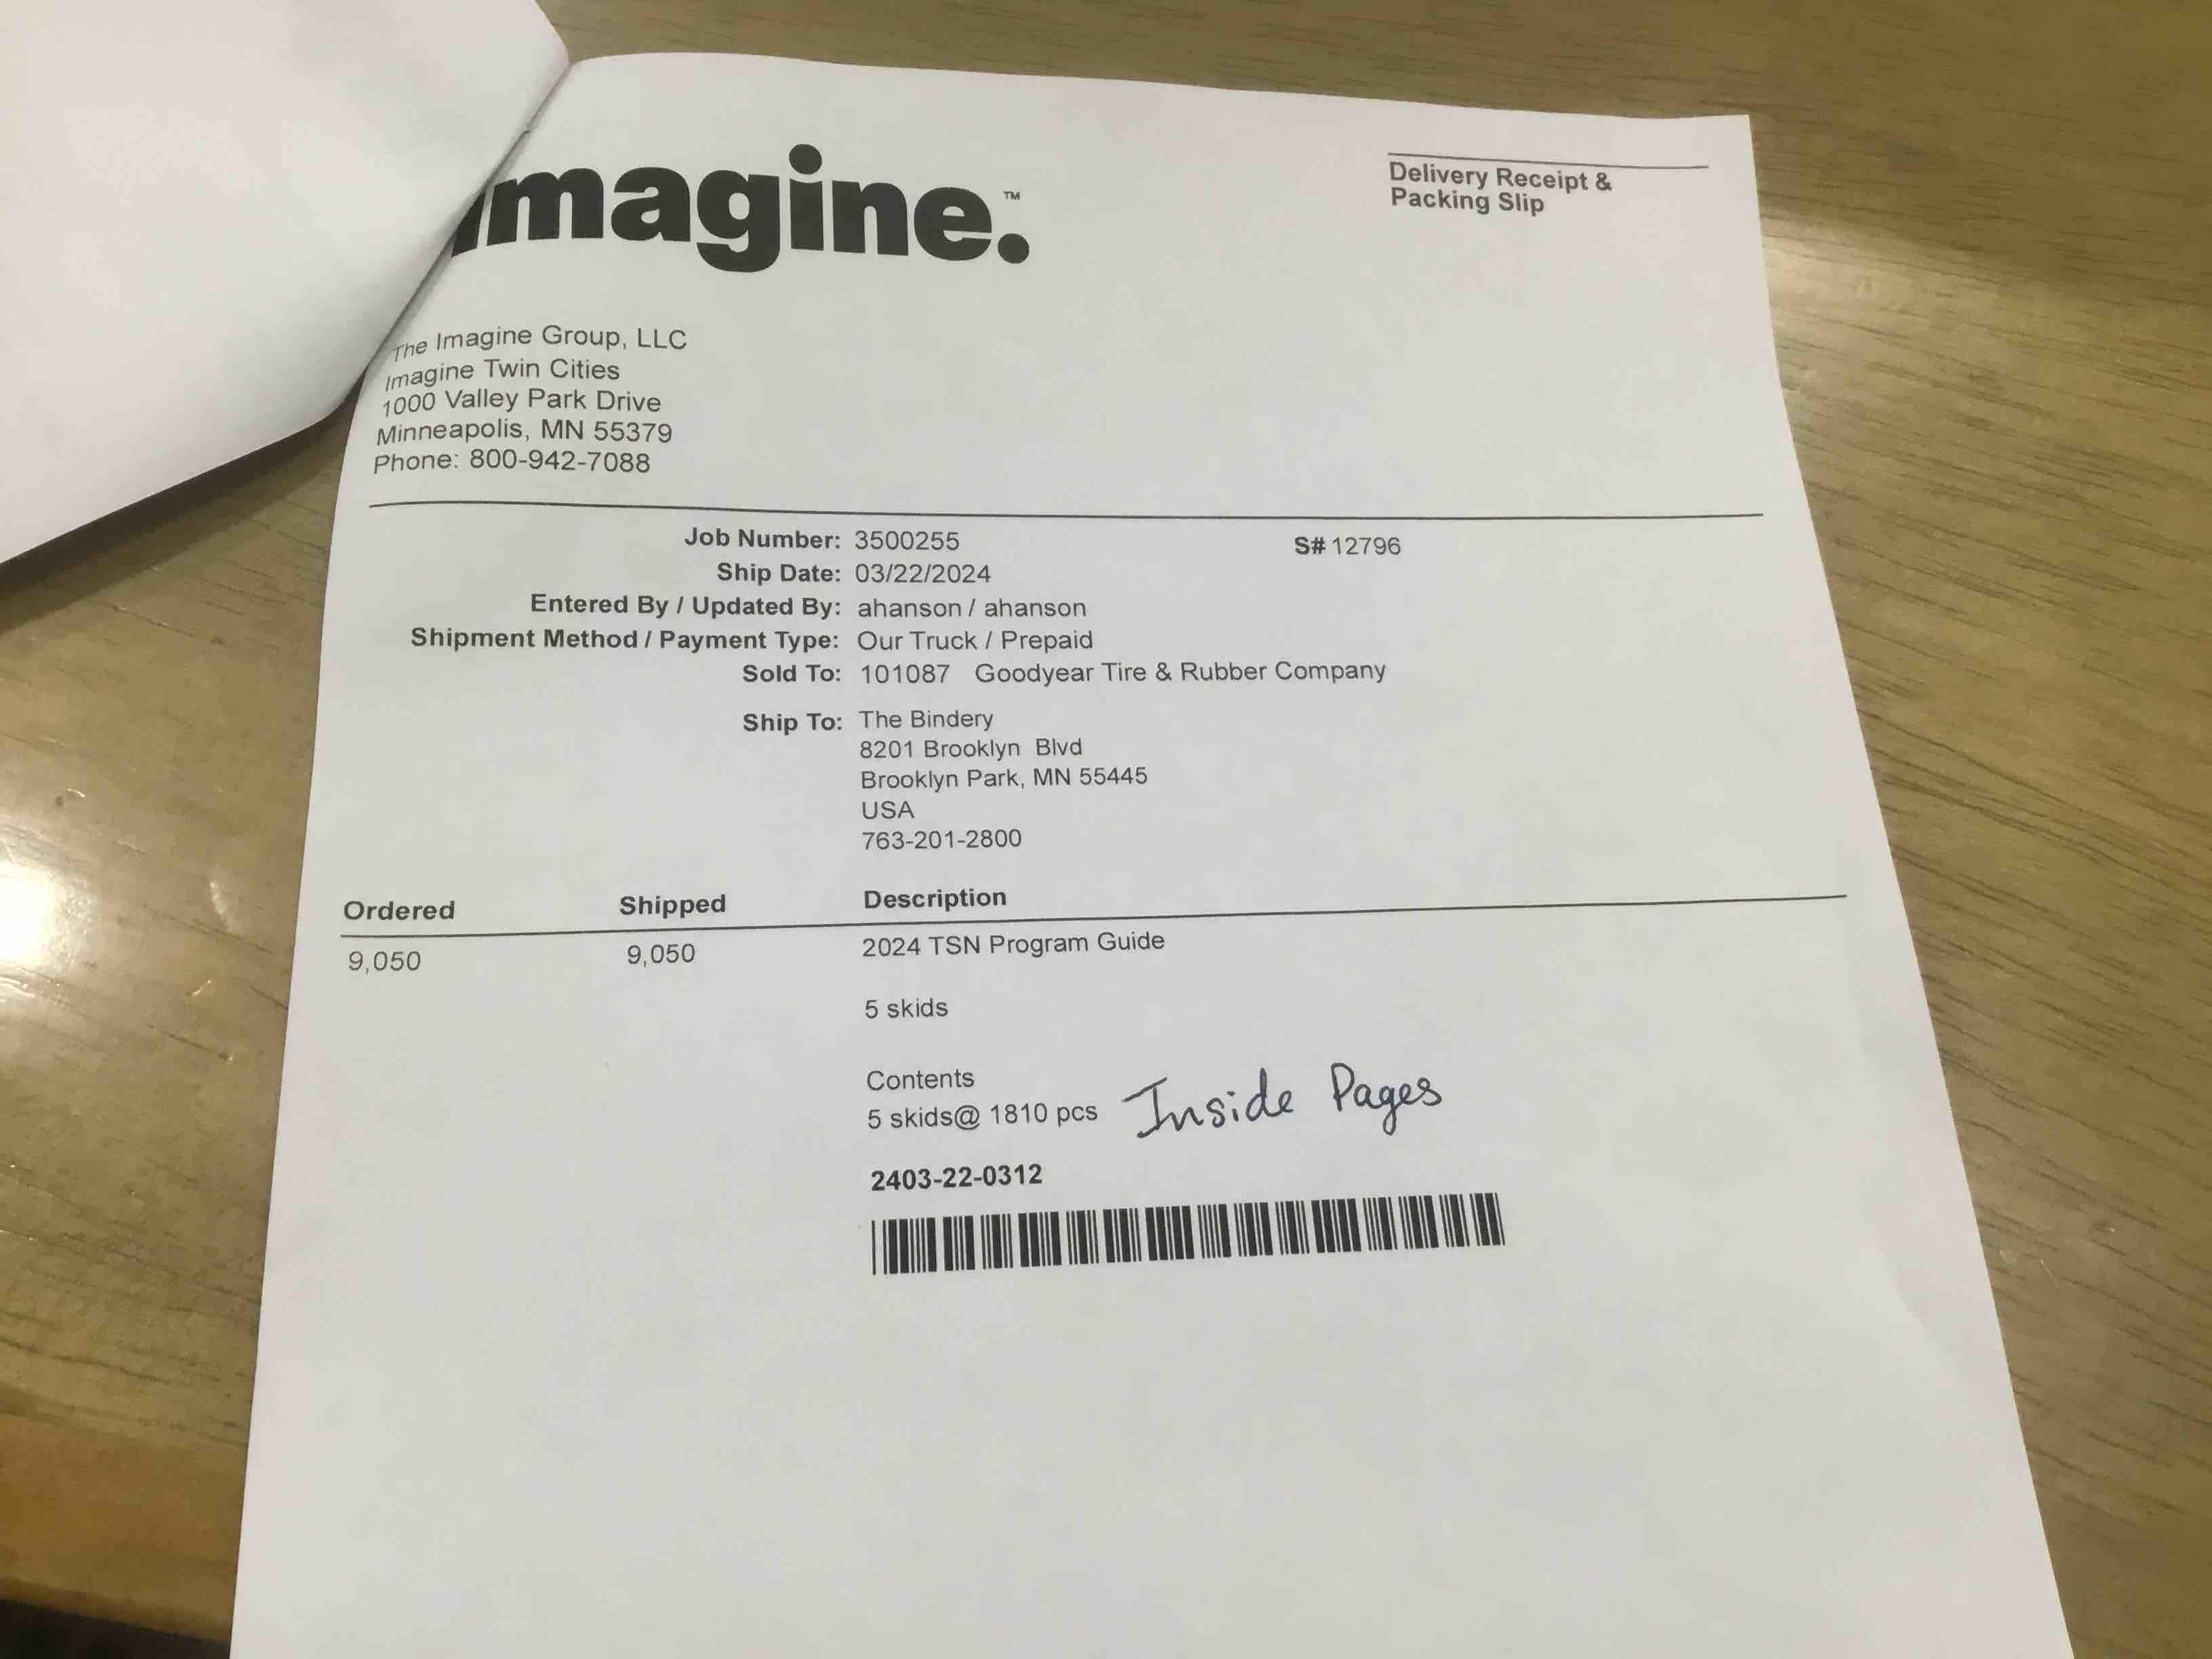 imagine.™
Delivery Receipt &
Packing Slip
The Imagine Group, LLC
Imagine Twin Cities
1000 Valley Park Drive
Minneapolis, MN 55379
Phone: 800-942-7088
Job Number: 3500255 S# 12796
Ship Date: 03/22/2024
Entered By / Updated By: ahanson / ahanson
Shipment Method / Payment Type: Our Truck / Prepaid
Sold To: 101087 Goodyear Tire & Rubber Company
Ship To: The Bindery
8201 Brooklyn Blvd
Brooklyn Park, MN 55445
USA
763-201-2800
Ordered Shipped Description
9,050 9,050 2024 TSN Program Guide
5 skids
Contents
5 skids@ 1810 pcs Inside Pages
2403-22-0312